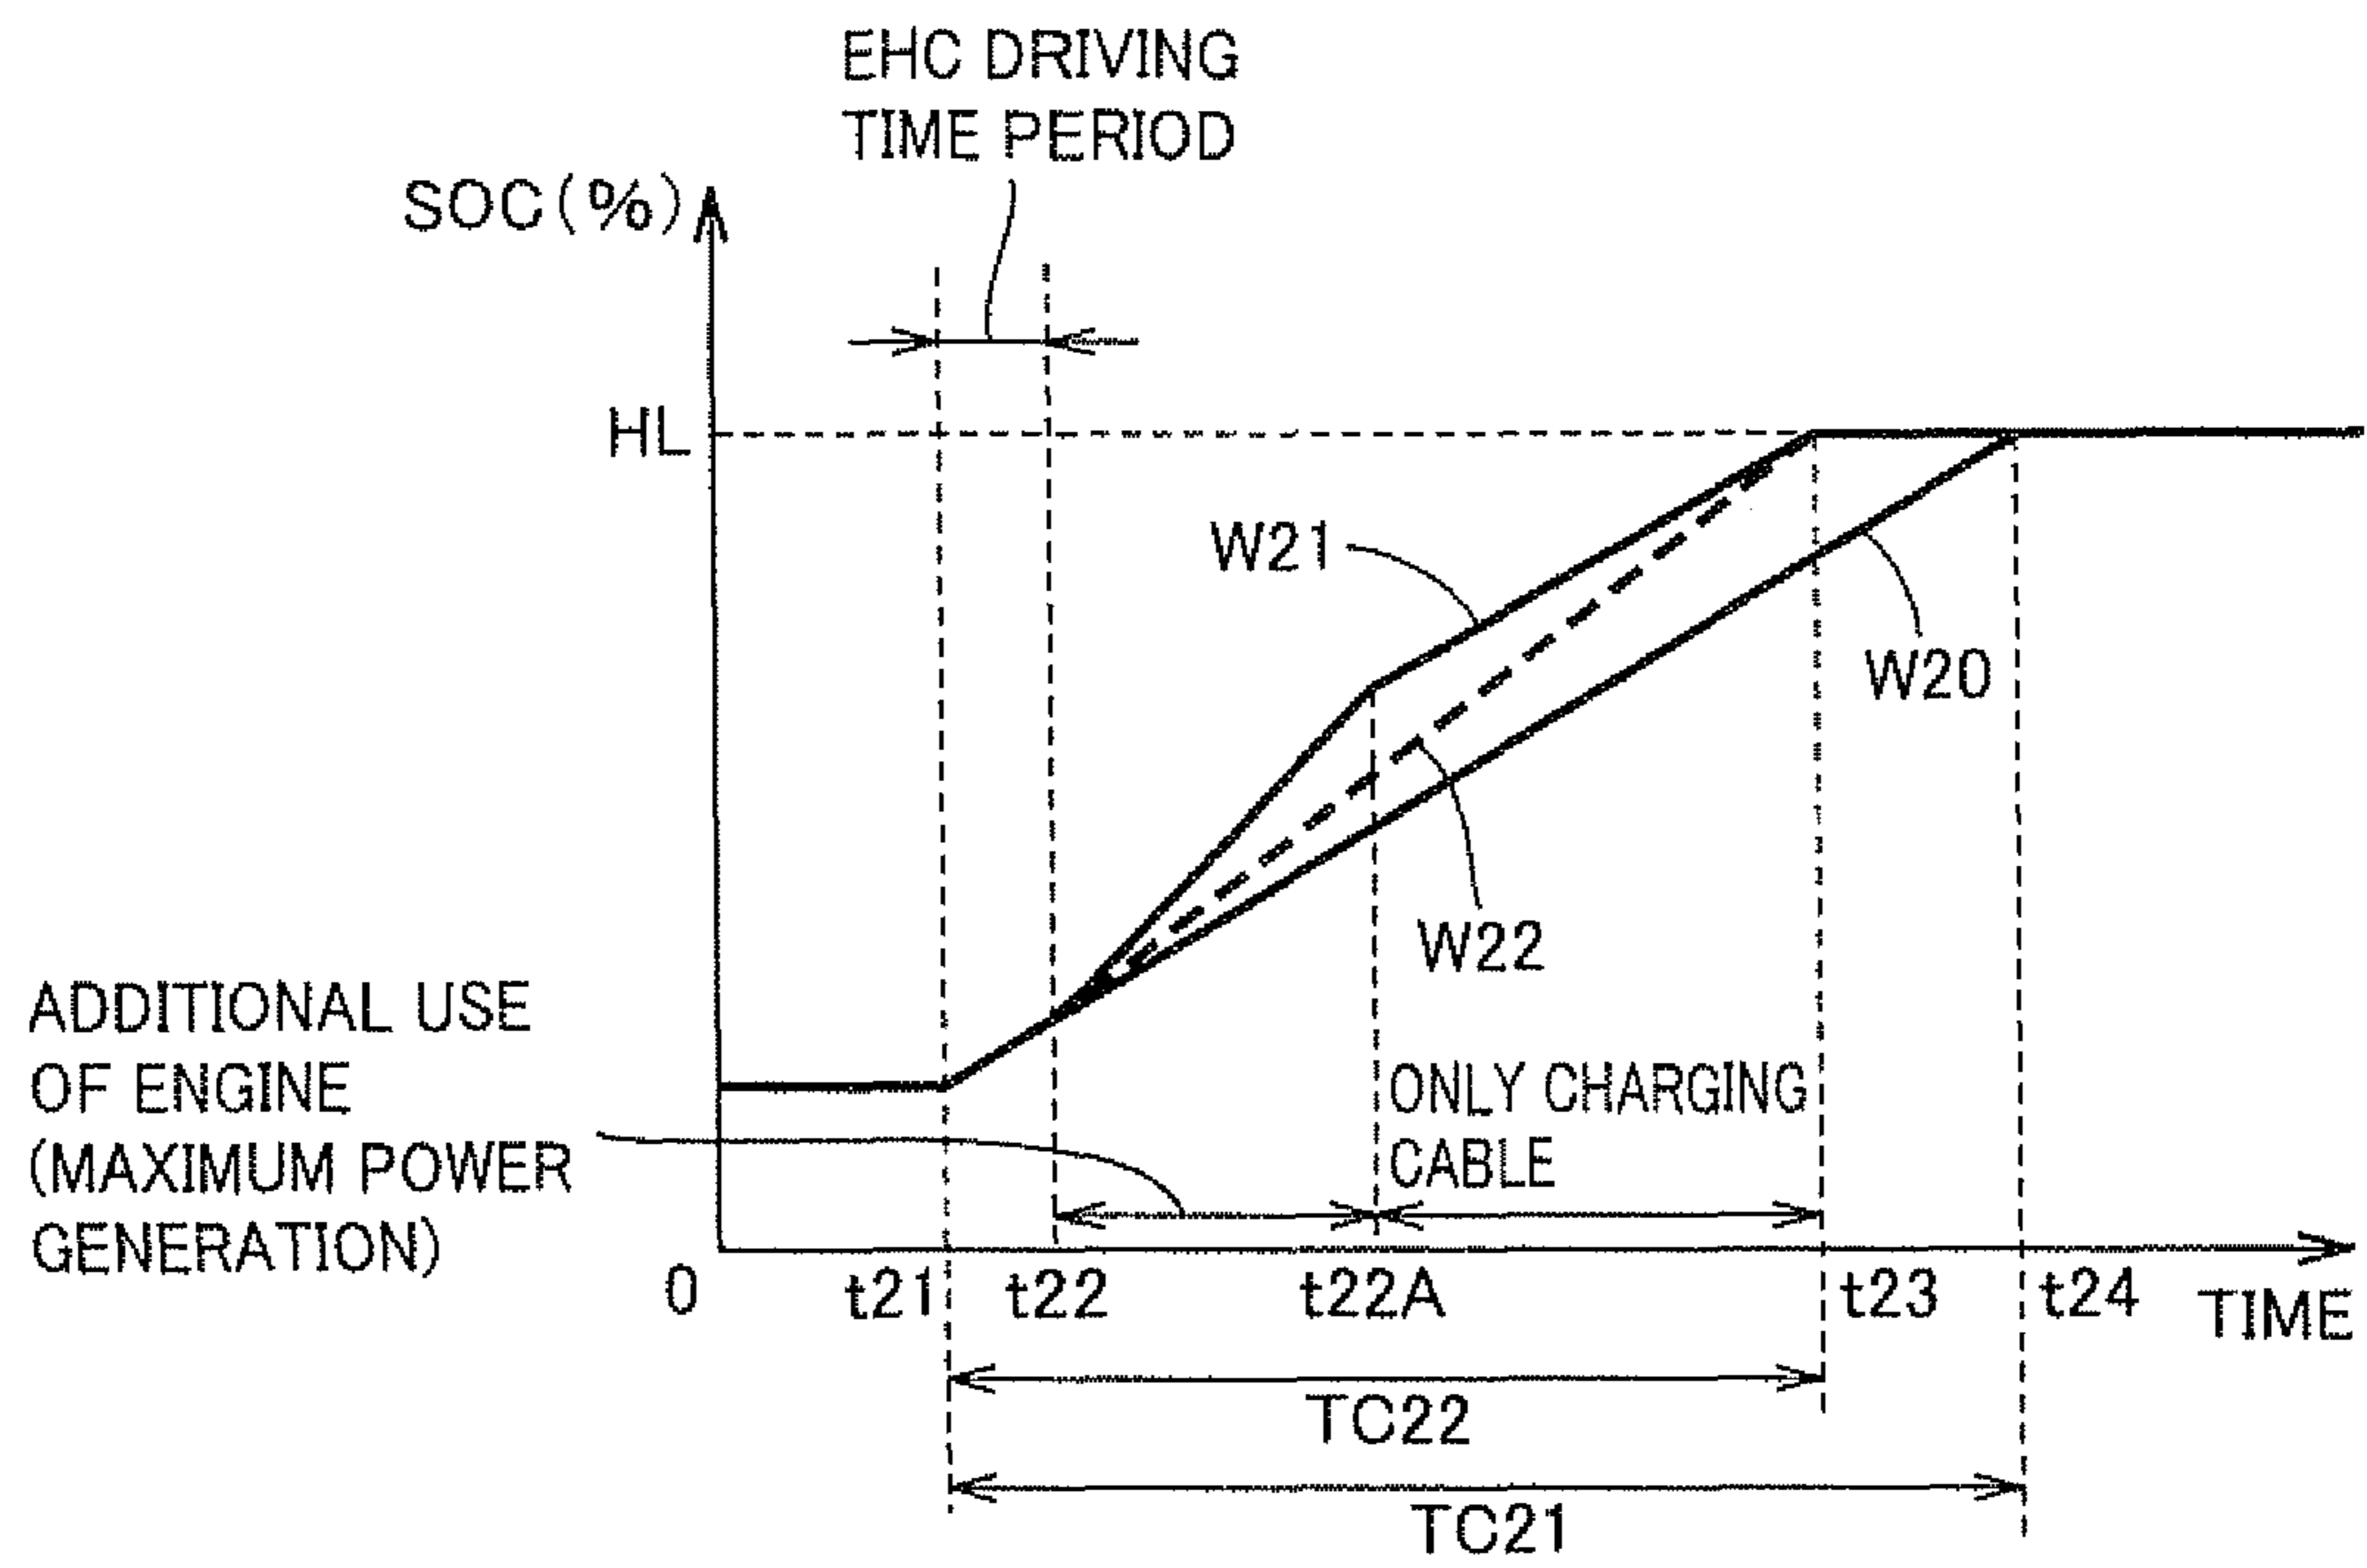 EHC DRIVING
TIME PERIOD
SOC(%)
HL
W21
W20
W22
ADDITIONAL USE
OF ENGINE
(MAXIMUM POWER
GENERATION)
ONLY CHARGING
CABLE
0
t21
t22
t22A
t23
t24
TIME
TC22
TC21